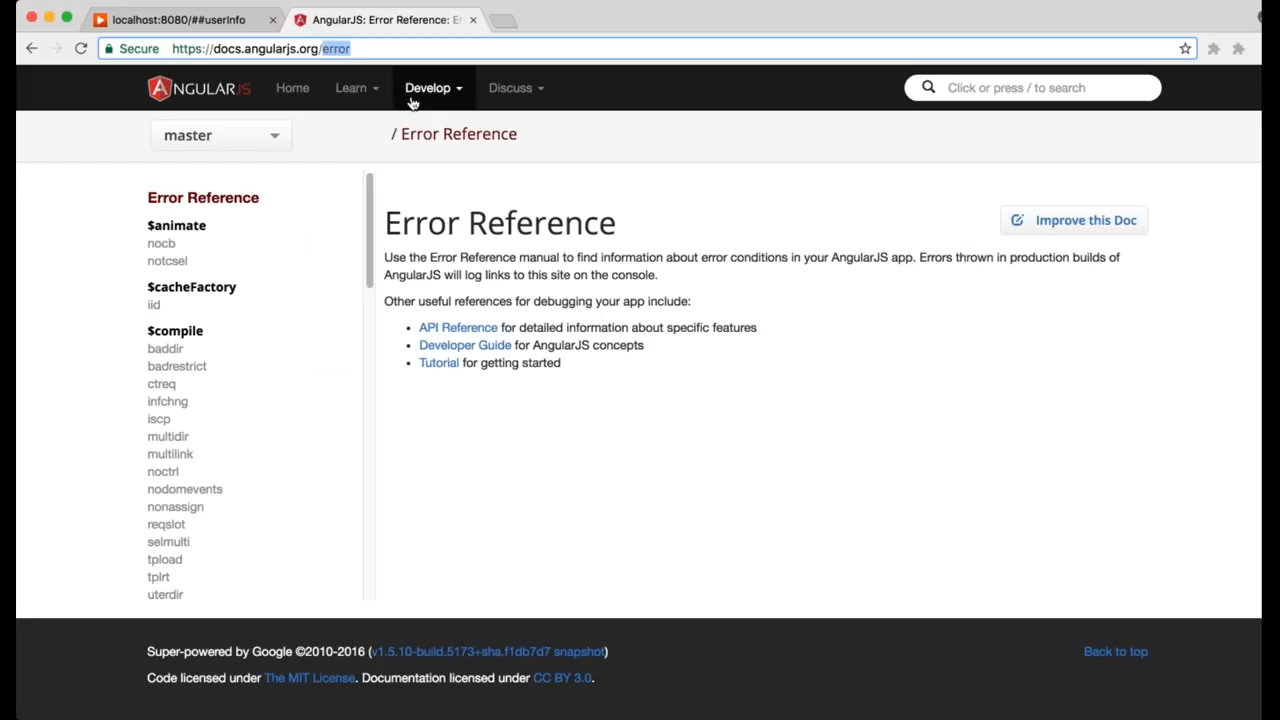 localhost:8080/##userInfo × AngularJS: Error Reference: Er ×
Secure https://docs.angularjs.org/error
ANGULARJS Home Learn Develop Discuss Click or press / to search
master / Error Reference
Error Reference
$animate
nocb
notcsel
$cacheFactory
iid
$compile
baddir
badrestrict
ctreq
infchng
iscp
multidir
multilink
noctrl
nodomevents
nonassign
reqslot
selmulti
tpload
tplrt
uterdir
Error Reference
Improve this Doc
Use the Error Reference manual to find information about error conditions in your AngularJS app. Errors thrown in production builds of
AngularJS will log links to this site on the console.
Other useful references for debugging your app include:
• API Reference for detailed information about specific features
• Developer Guide for AngularJS concepts
• Tutorial for getting started
Super-powered by Google ©2010-2016 (v1.5.10-build.5173+sha.f1db7d7 snapshot)
Back to top
Code licensed under The MIT License. Documentation licensed under CC BY 3.0.